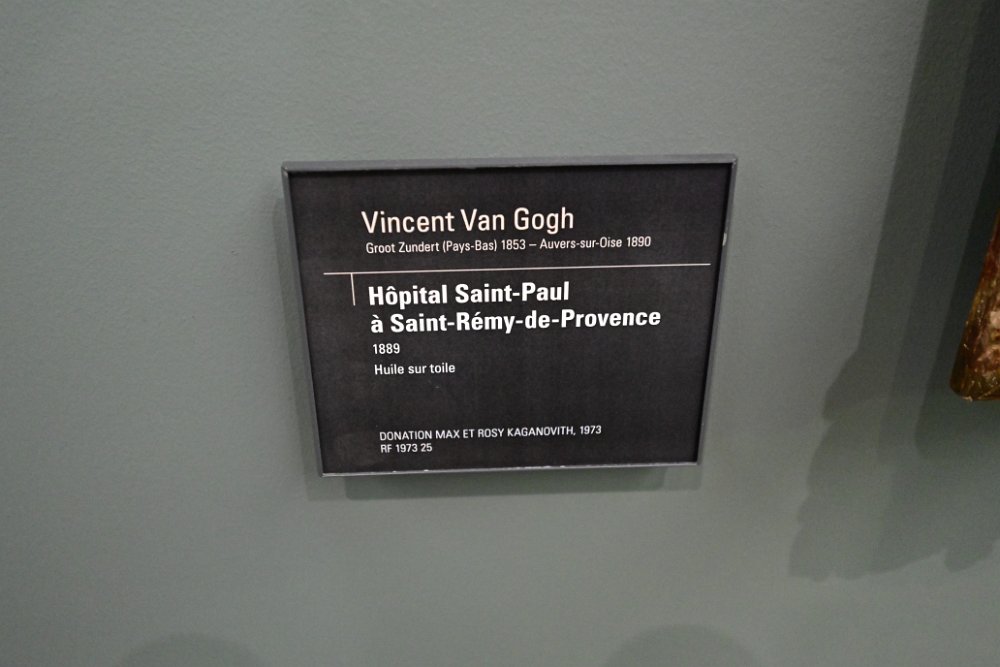 Vincent Van Gogh
Groot Zundert (Pays-Bas) 1853 – Auvers-sur-Oise 1890
Hôpital Saint-Paul
à Saint-Rémy-de-Provence
1889
Huile sur toile
DONATION MAX ET ROSY KAGANOVITH, 1973
RF 1973 25